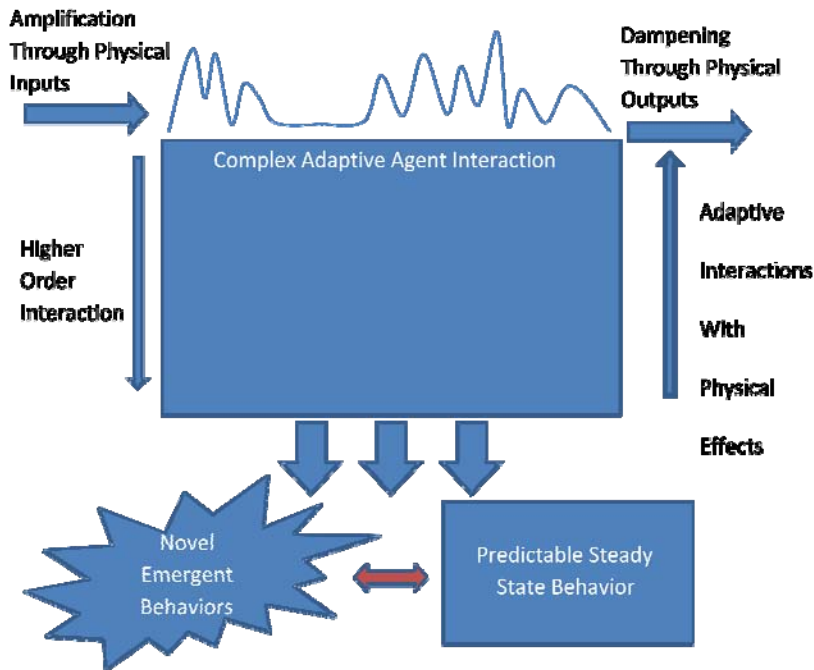 Amplification
Through Physical
Inputs
Dampening
Through Physical
Outputs
Complex Adaptive Agent Interaction
Higher
Order
Interaction
Adaptive
Interactions
With
Physical
Effects
Novel
Emergent
Behaviors
Predictable Steady
State Behavior